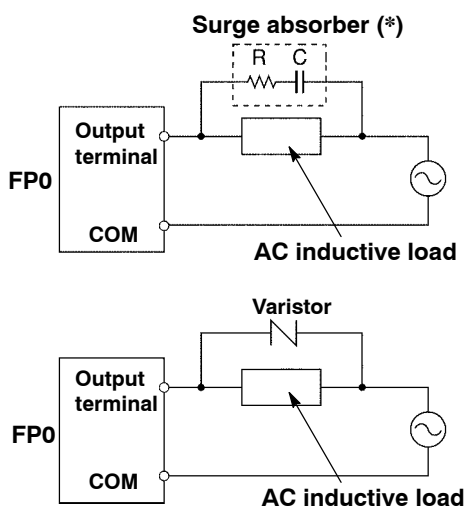 Surge absorber (*)
R C
Output
terminal
FP0
COM
AC inductive load
Varistor
Output
terminal
FP0
COM
AC inductive load